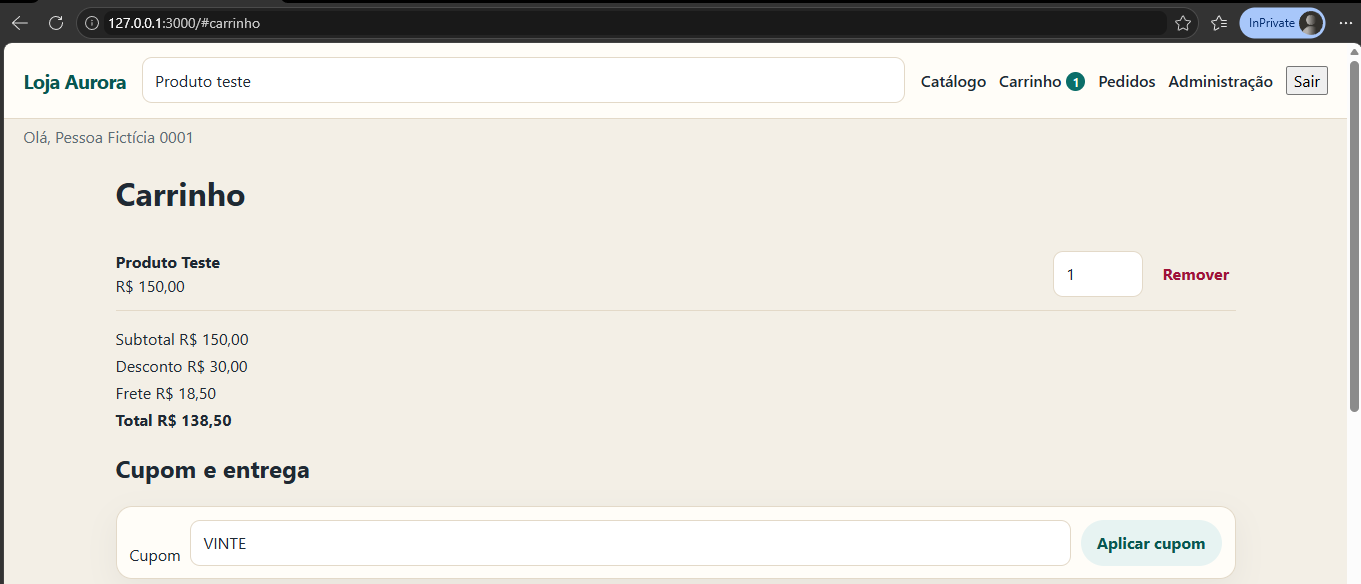 127.0.0.1:3000/#carrinho
InPrivate
Loja Aurora
Produto teste
Catálogo Carrinho 1 Pedidos Administração Sair
Olá, Pessoa Fictícia 0001
Carrinho
Produto Teste
R$ 150,00
1
Remover
Subtotal R$ 150,00
Desconto R$ 30,00
Frete R$ 18,50
Total R$ 138,50
Cupom e entrega
Cupom
VINTE
Aplicar cupom